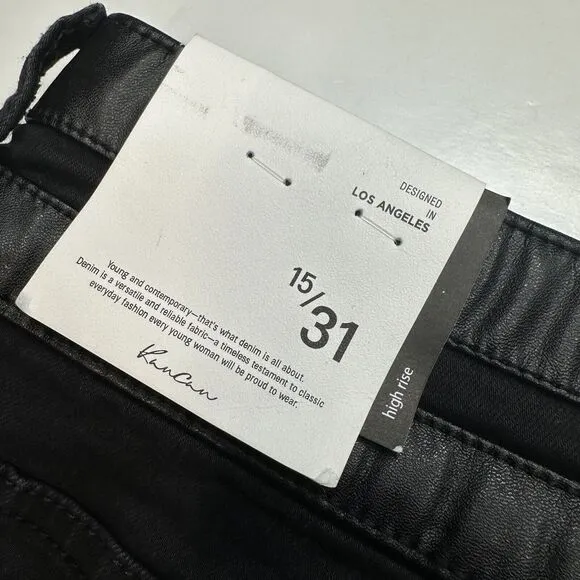 DESIGNED
IN
LOS ANGELES
15/31
Young and contemporary—that's what denim is all about.
Denim is a versatile and reliable fabric—a timeless testament to classic
everyday fashion every young woman will be proud to wear.
KanCan
high rise